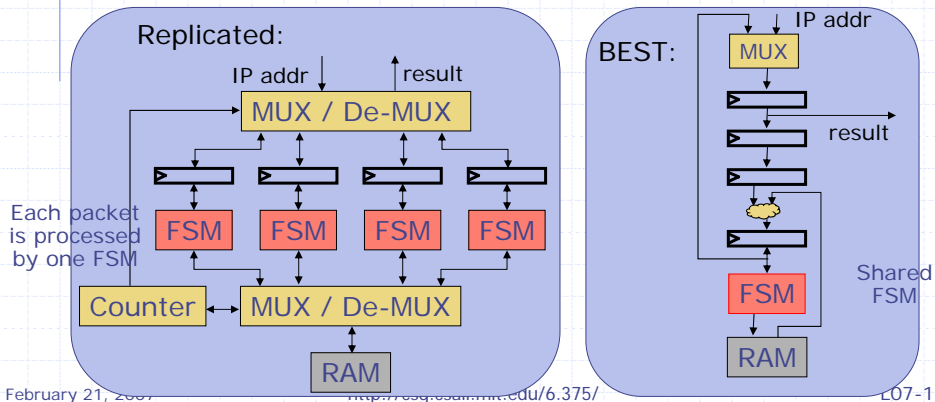 Replicated:
IP addr
result
MUX / De-MUX
FSM
FSM
FSM
FSM
Each packet
is processed
by one FSM
Counter
MUX / De-MUX
RAM
BEST:
IP addr
MUX
result
FSM
Shared
FSM
RAM
February 21,
L07-1